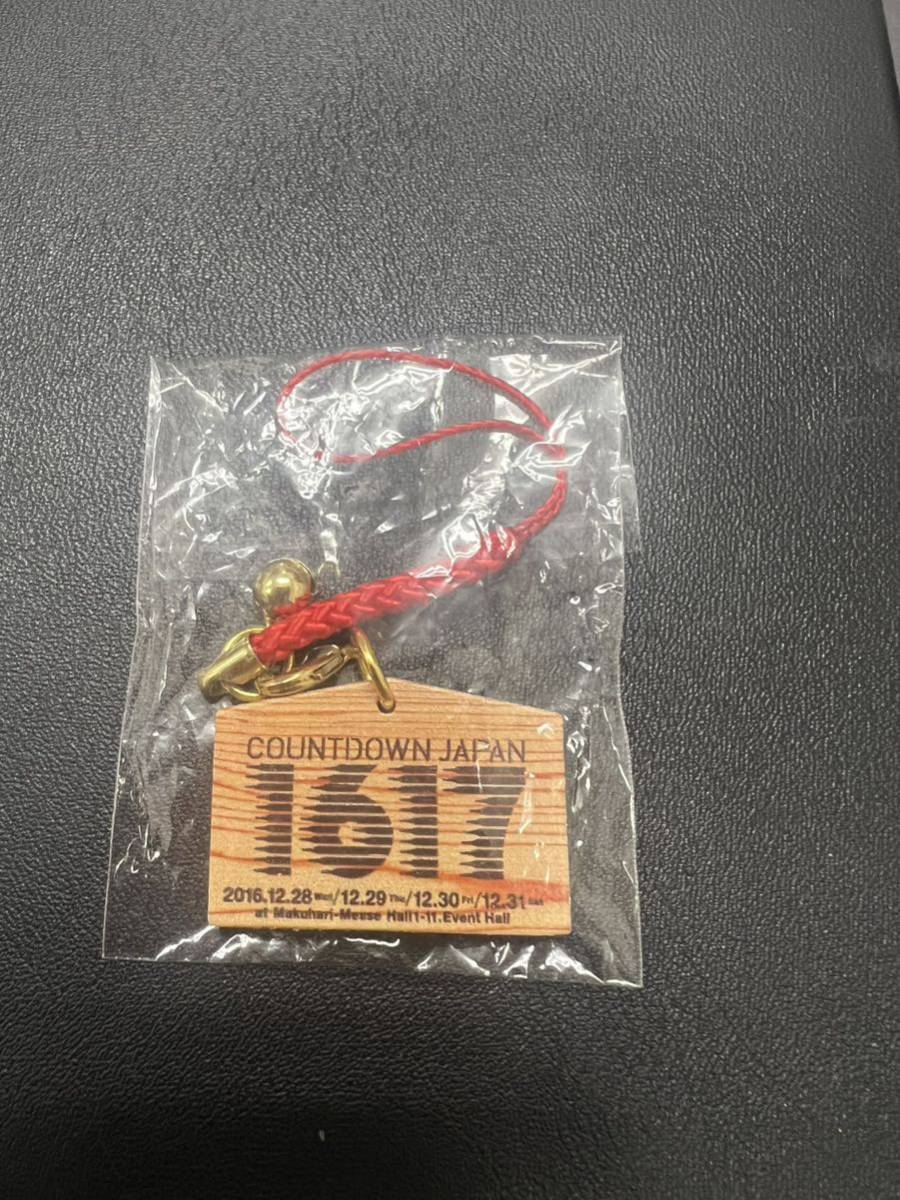 COUNTDOWN JAPAN
1617
2016.12.28 Wed/12.29 Thu/12.30 Fri/12.31 Sat
at Makuhari-Messe Hall1-11.Event Hall